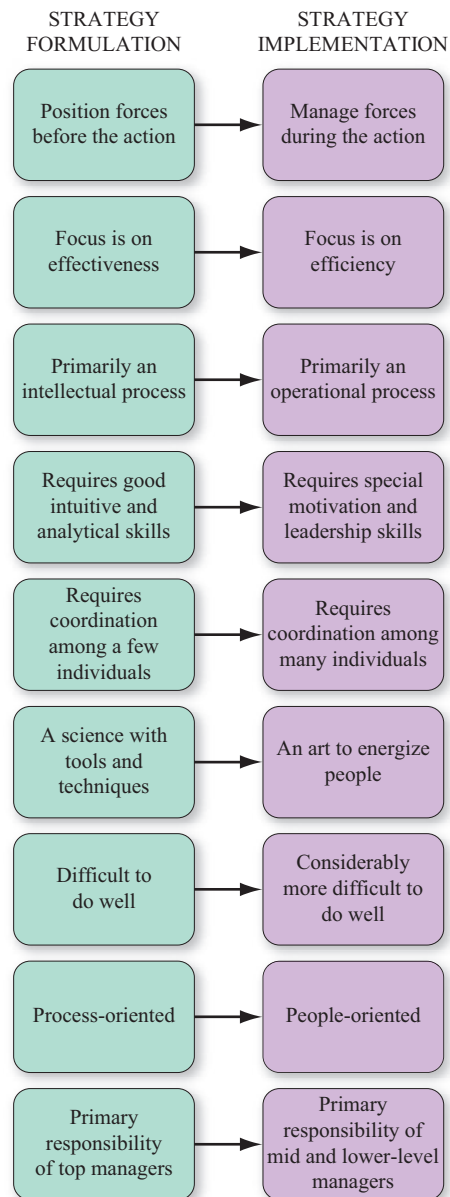 STRATEGY
FORMULATION
STRATEGY
IMPLEMENTATION
Position forces
before the action
Manage forces
during the action
Focus is on
effectiveness
Focus is on
efficiency
Primarily an
intellectual process
Primarily an
operational process
Requires good
intuitive and
analytical skills
Requires special
motivation and
leadership skills
Requires
coordination
among a few
individuals
Requires
coordination among
many individuals
A science with
tools and
techniques
An art to energize
people
Difficult to
do well
Considerably
more difficult to
do well
Process-oriented
People-oriented
Primary
responsibility
of top managers
Primary
responsibility of
mid and lower-level
managers